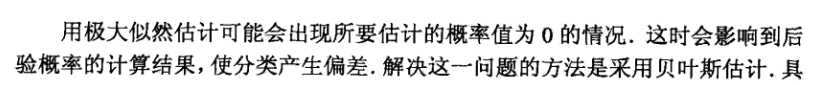 用极大似然估计可能会出现所要估计的概率值为 0 的情况. 这时会影响到后
验概率的计算结果,使分类产生偏差. 解决这一问题的方法是采用贝叶斯估计. 具